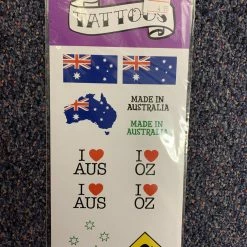 TATTOOS
MADE IN
AUSTRALIA
MADE IN
AUSTRALIA
I ❤ I ❤
AUS OZ
I ❤ I ❤
AUS OZ